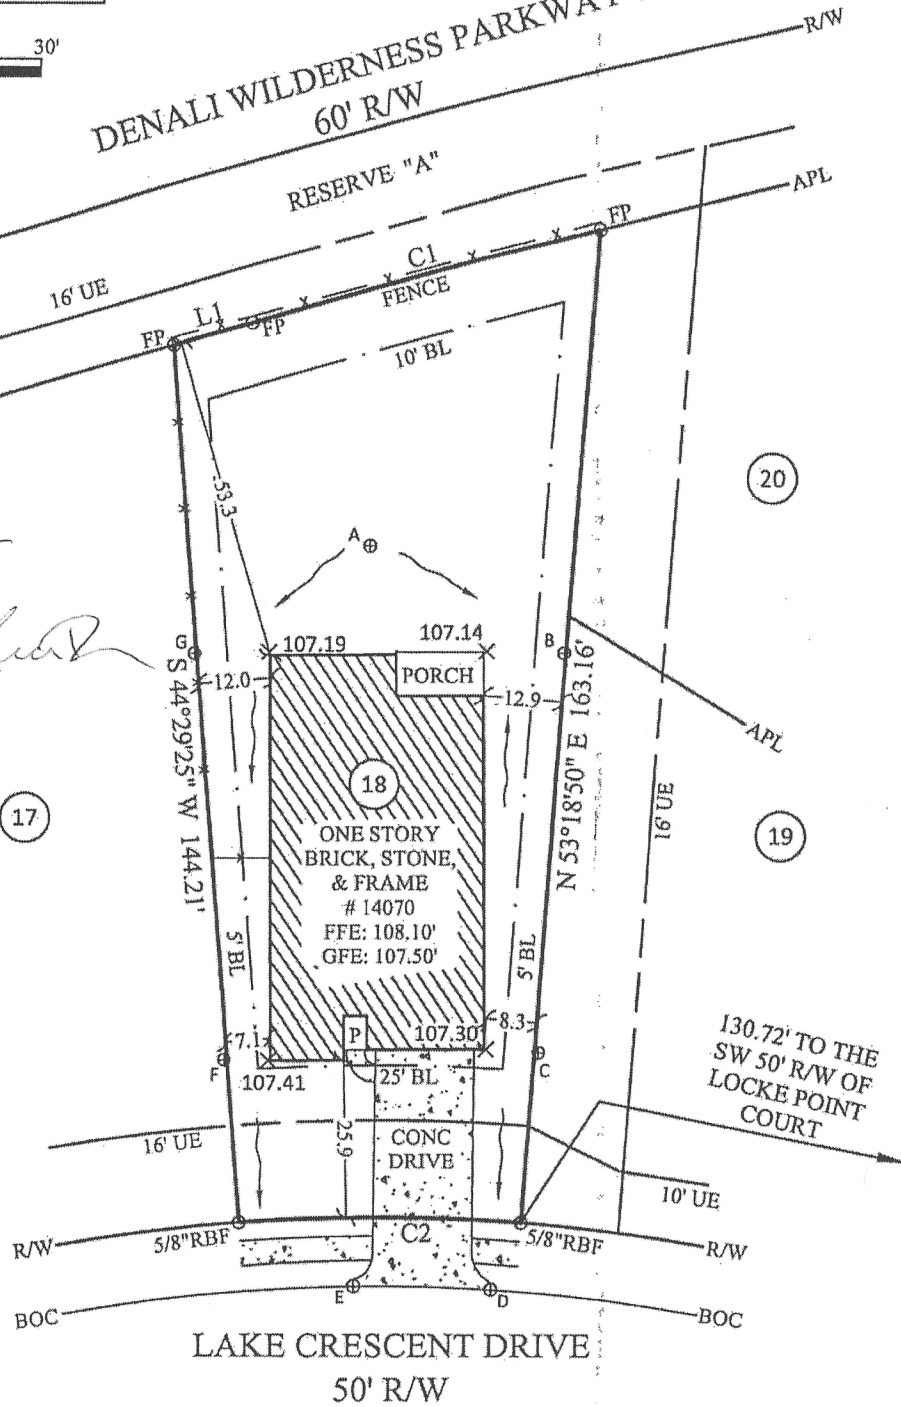 30'
DENALI WILDERNESS PARKWAY
60' R/W
R/W
RESERVE "A"
APL
FP
16' UE
C1
L1
FENCE
FP
FP
10' BL
53.3
20
A
107.19
107.14
G
B
PORCH
12.0
12.9
S 44°29'25" W 144.21'
N 53°18'50" E 163.16'
APL
18
17
16' UE
19
ONE STORY
BRICK, STONE,
& FRAME
# 14070
FFE: 108.10'
GFE: 107.50'
5' BL
5' BL
8.3
7.1
P
107.30
F
C
107.41
25' BL
130.72' TO THE
SW 50' R/W OF
LOCKE POINT
COURT
16' UE
25.9
CONC
DRIVE
10' UE
R/W
5/8"RBF
C2
5/8"RBF
R/W
E
D
BOC
BOC
LAKE CRESCENT DRIVE
50' R/W